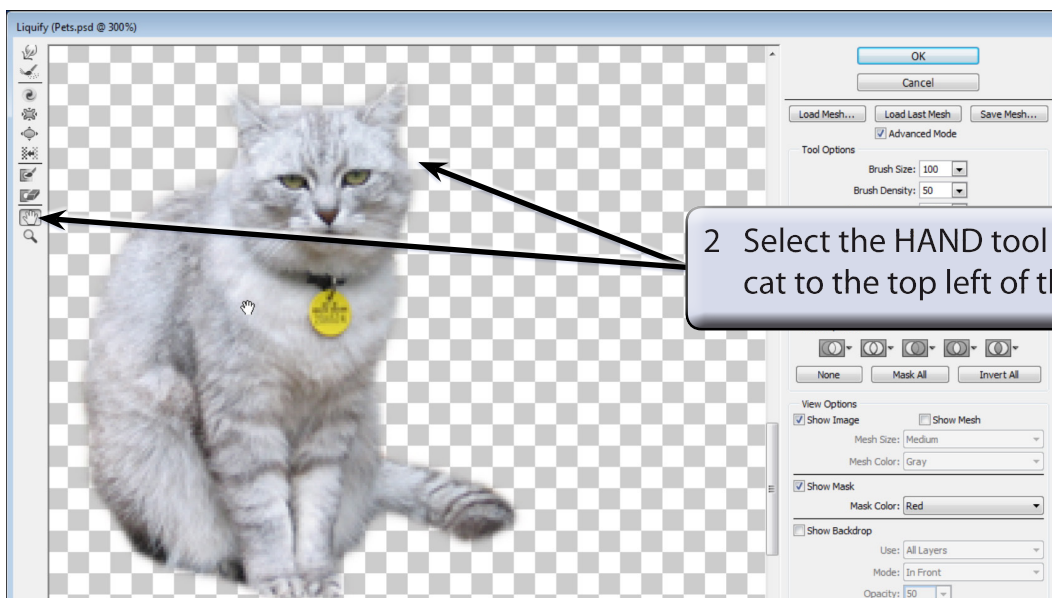 Liquify (Pets.psd @ 300%)
OK
Cancel
Load Mesh... Load Last Mesh Save Mesh...
Advanced Mode
Tool Options
Brush Size: 100
Brush Density: 50
2 Select the HAND tool
cat to the top left of th
None Mask All Invert All
View Options
Show Image Show Mesh
Mesh Size: Medium
Mesh Color: Gray
Show Mask
Mask Color: Red
Show Backdrop
Use: All Layers
Mode: In Front
Opacity: 50